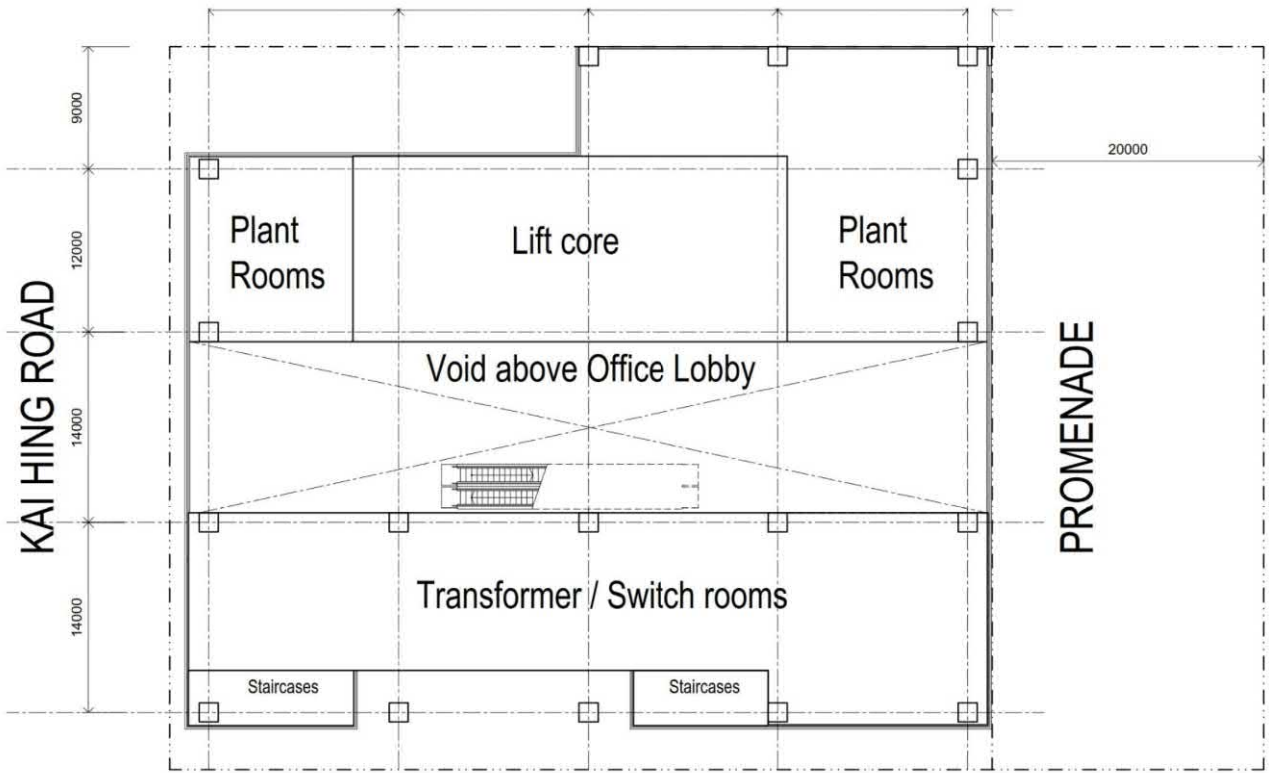 9000
20000
Plant
Rooms
Lift core
Plant
Rooms
12000
KAI HING ROAD
Void above Office Lobby
PROMENADE
14000
Transformer / Switch rooms
14000
Staircases
Staircases